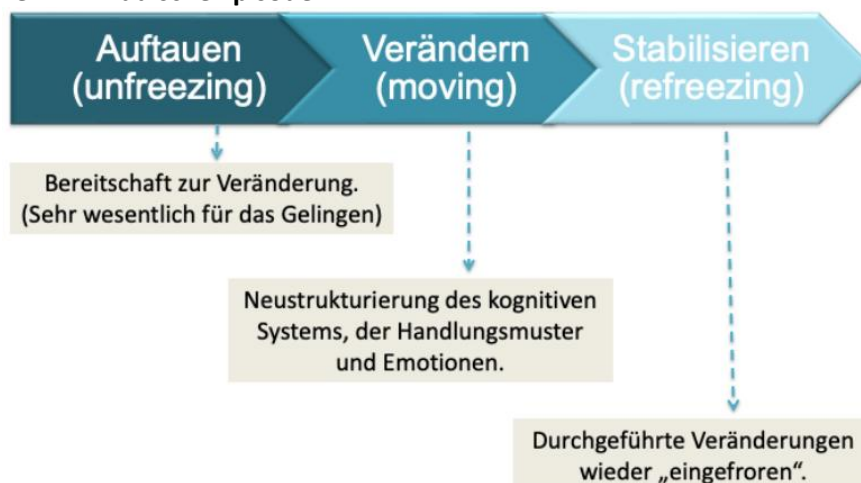 Auftauen
(unfreezing)
Verändern
(moving)
Stabilisieren
(refreezing)
Bereitschaft zur Veränderung.
(Sehr wesentlich für das Gelingen)
Neustrukturierung des kognitiven
Systems, der Handlungsmuster
und Emotionen.
Durchgeführte Veränderungen
wieder „eingefroren“.